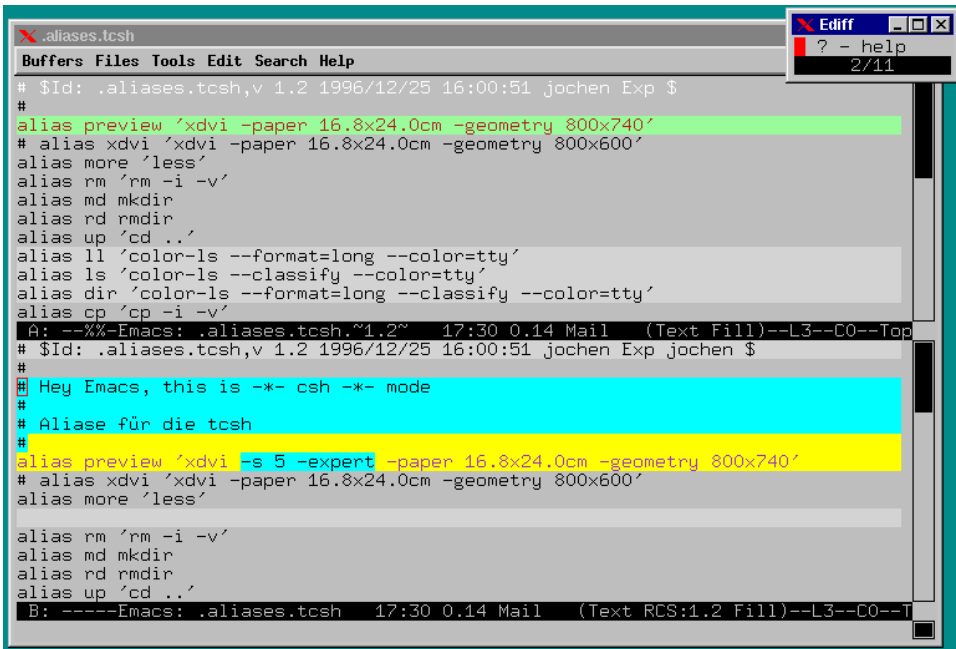 .aliases.tcsh
Buffers Files Tools Edit Search Help
Ediff
? - help
2/11
# $Id: .aliases.tcsh,v 1.2 1996/12/25 16:00:51 jochen Exp $
#
alias preview 'xdvi -paper 16.8x24.0cm -geometry 800x740'
# alias xdvi 'xdvi -paper 16.8x24.0cm -geometry 800x600'
alias more 'less'
alias rm 'rm -i -v'
alias md mkdir
alias rd rmdir
alias up 'cd ..'
alias ll 'color-ls --format=long --color=tty'
alias ls 'color-ls --classify --color=tty'
alias dir 'color-ls --format=long --classify --color=tty'
alias cp 'cp -i -v'
A: --%%-Emacs: .aliases.tcsh.~1.2~ 17:30 0.14 Mail (Text Fill)--L3--C0--Top
# $Id: .aliases.tcsh,v 1.2 1996/12/25 16:00:51 jochen Exp jochen $
#
# Hey Emacs, this is -*- csh -*- mode
#
# Aliase für die tcsh
#
alias preview 'xdvi -s 5 -expert -paper 16.8x24.0cm -geometry 800x740'
# alias xdvi 'xdvi -paper 16.8x24.0cm -geometry 800x600'
alias more 'less'
alias rm 'rm -i -v'
alias md mkdir
alias rd rmdir
alias up 'cd ..'
B: -----Emacs: .aliases.tcsh 17:30 0.14 Mail (Text RCS:1.2 Fill)--L3--C0--T